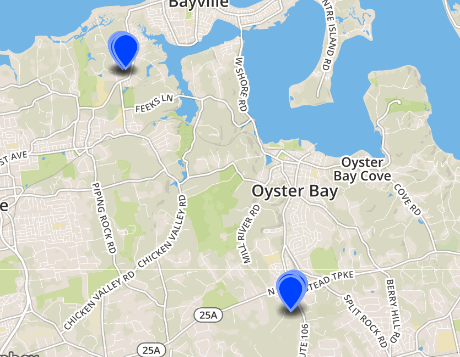 Bayville
NTRE ISLAND RD
W SHORE RD
FEEKS LN
ST AVE
Oyster
Bay Cove
Oyster Bay
COVE RD
e
PIPING ROCK RD
CHICKEN VALLEY RD
MILL RIVER RD
CHICKEN VALLEY RD
N
STEAD TPKE
BERRY HILL RD
SPLIT ROCK RD
25A
UTE 106
25A